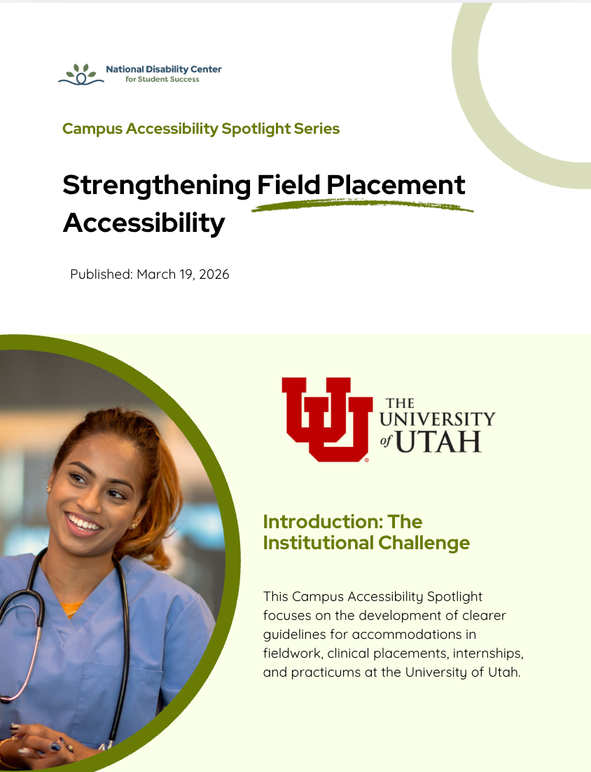 National Disability Center
for Student Success
Campus Accessibility Spotlight Series
Strengthening Field Placement
Accessibility
Published: March 19, 2026
THE
UNIVERSITY
of UTAH
®
Introduction: The
Institutional Challenge
This Campus Accessibility Spotlight
focuses on the development of clearer
guidelines for accommodations in
fieldwork, clinical placements, internships,
and practicums at the University of Utah.